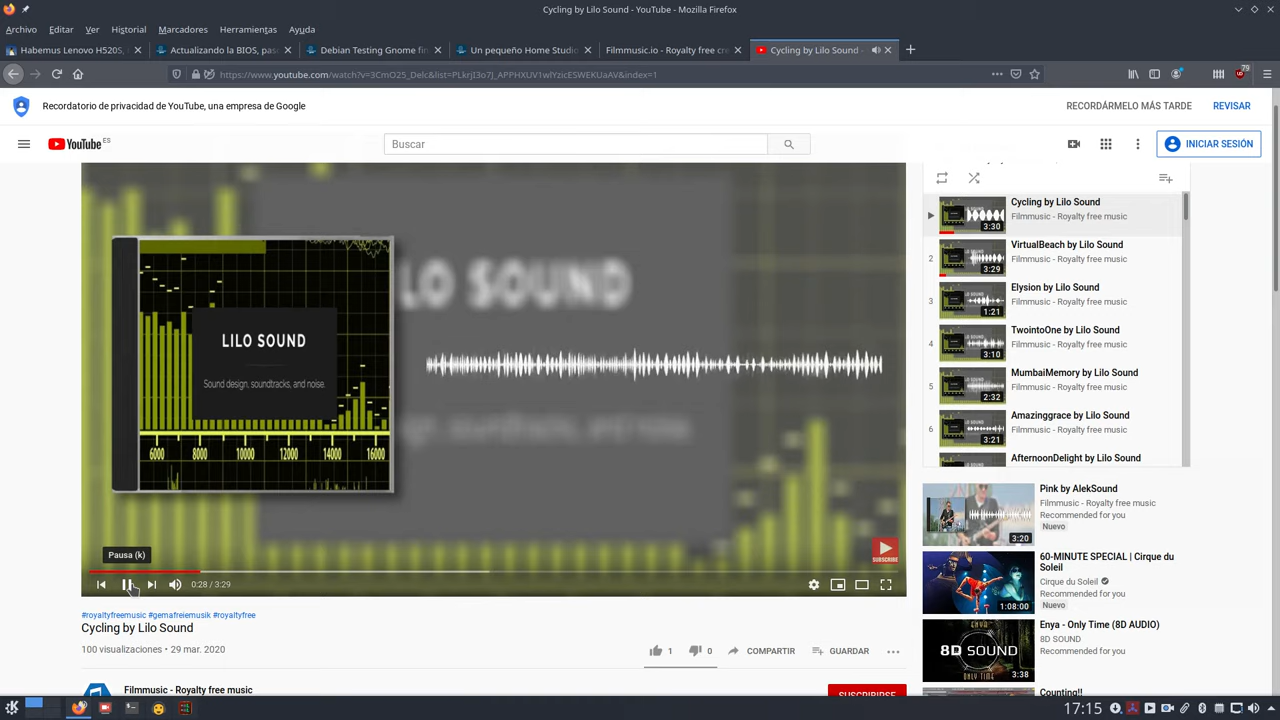 Cycling by Lilo Sound - YouTube - Mozilla Firefox
Archivo Editar Ver Historial Marcadores Herramientas Ayuda
Habemus Lenovo H520S,
Actualizando la BIOS, pas
Debian Testing Gnome fin
Un pequeño Home Studio
Filmmusic.io - Royalty free cre
Cycling by Lilo Sound -
https://www.youtube.com/watch?v=3CmO25_Delc&list=PLkrjI3o7J_APPHXUV1wlYzicESWEKUaAV&index=1
79
Recordatorio de privacidad de YouTube, una empresa de Google
RECORDÁRMELO MÁS TARDE
REVISAR
YouTube ES
Buscar
INICIAR SESIÓN
LILO SOUND
Sound design, soundtracks, and noise.
6000 8000 10000 12000 14000 16000
Pausa (k)
SUBSCRIBE
0:28 / 3:29
#royaltyfreemusic #gemafreiemusik #royaltyfree
Cycling by Lilo Sound
100 visualizaciones • 29 mar. 2020
1
0
COMPARTIR
GUARDAR
Filmmusic - Royalty free music
SUSCRIBIRSE
Cycling by Lilo Sound
Filmmusic - Royalty free music
3:30
2
VirtualBeach by Lilo Sound
Filmmusic - Royalty free music
3:29
3
Elysion by Lilo Sound
Filmmusic - Royalty free music
1:21
4
TwointoOne by Lilo Sound
Filmmusic - Royalty free music
3:10
5
MumbaiMemory by Lilo Sound
Filmmusic - Royalty free music
2:32
6
Amazinggrace by Lilo Sound
Filmmusic - Royalty free music
3:21
AfternoonDelight by Lilo Sound
Pink by AlekSound
Filmmusic - Royalty free music
Recommended for you
Nuevo
3:20
60-MINUTE SPECIAL | Cirque du
Soleil
Cirque du Soleil
Recommended for you
Nuevo
1:08:00
Enya - Only Time (8D AUDIO)
8D SOUND
Recommended for you
ENYA
8D SOUND
ONLY TIME
3:38
Counting!!
17:15